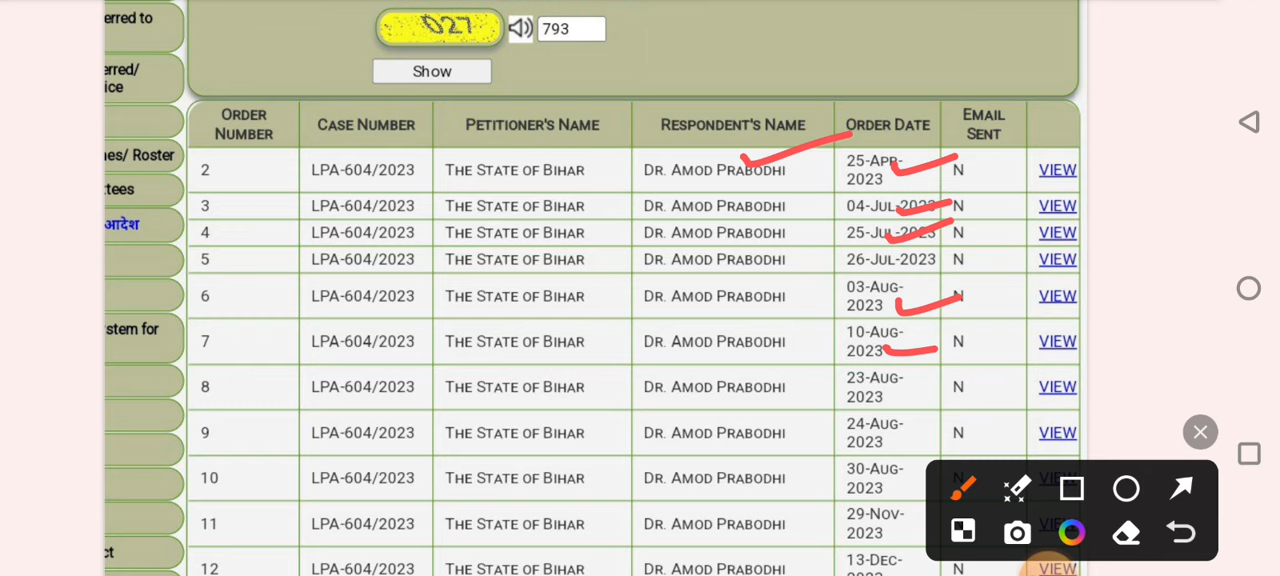 erred to
erred/
ice
nes/ Roster
tees
आदेश
stem for
ct
027
793
Show
ORDER NUMBER CASE NUMBER PETITIONER'S NAME RESPONDENT'S NAME ORDER DATE EMAIL SENT
2 LPA-604/2023 THE STATE OF BIHAR DR. AMOD PRABODHI 25-APR-2023 N VIEW
3 LPA-604/2023 THE STATE OF BIHAR DR. AMOD PRABODHI 04-JUL-2023 N VIEW
4 LPA-604/2023 THE STATE OF BIHAR DR. AMOD PRABODHI 25-JUL-2023 N VIEW
5 LPA-604/2023 THE STATE OF BIHAR DR. AMOD PRABODHI 26-JUL-2023 N VIEW
6 LPA-604/2023 THE STATE OF BIHAR DR. AMOD PRABODHI 03-AUG-2023 N VIEW
7 LPA-604/2023 THE STATE OF BIHAR DR. AMOD PRABODHI 10-AUG-2023 N VIEW
8 LPA-604/2023 THE STATE OF BIHAR DR. AMOD PRABODHI 23-AUG-2023 N VIEW
9 LPA-604/2023 THE STATE OF BIHAR DR. AMOD PRABODHI 24-AUG-2023 N VIEW
10 LPA-604/2023 THE STATE OF BIHAR DR. AMOD PRABODHI 30-AUG-2023 N VIEW
11 LPA-604/2023 THE STATE OF BIHAR DR. AMOD PRABODHI 29-NOV-2023 VIEW
12 LPA-604/2023 THE STATE OF BIHAR DR. AMOD PRABODHI 13-DEC-2023 N VIEW